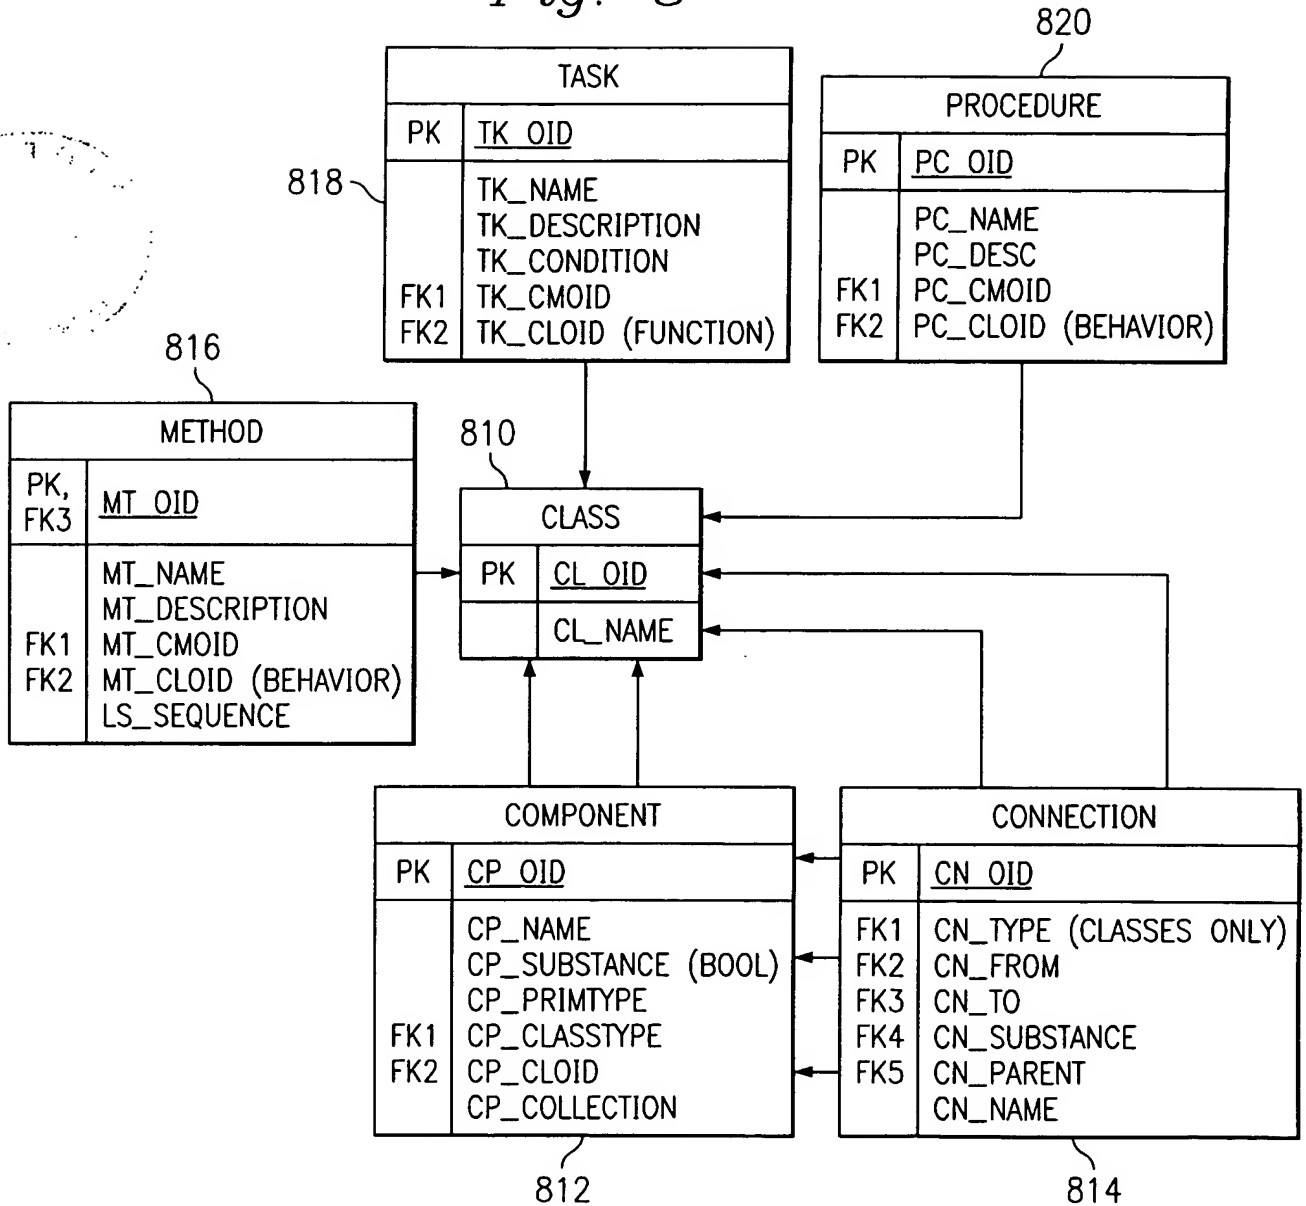 820
TASK
PK TK_OID
TK_NAME
TK_DESCRIPTION
TK_CONDITION
FK1 TK_CMOID
FK2 TK_CLOID (FUNCTION)
818
PROCEDURE
PK PC_OID
PC_NAME
PC_DESC
FK1 PC_CMOID
FK2 PC_CLOID (BEHAVIOR)
816
METHOD
PK,
FK3 MT_OID
MT_NAME
MT_DESCRIPTION
FK1 MT_CMOID
FK2 MT_CLOID (BEHAVIOR)
LS_SEQUENCE
810
CLASS
PK CL_OID
CL_NAME
COMPONENT
PK CP_OID
CP_NAME
CP_SUBSTANCE (BOOL)
CP_PRIMTYPE
FK1 CP_CLASSTYPE
FK2 CP_CLOID
CP_COLLECTION
812
CONNECTION
PK CN_OID
FK1 CN_TYPE (CLASSES ONLY)
FK2 CN_FROM
FK3 CN_TO
FK4 CN_SUBSTANCE
FK5 CN_PARENT
CN_NAME
814